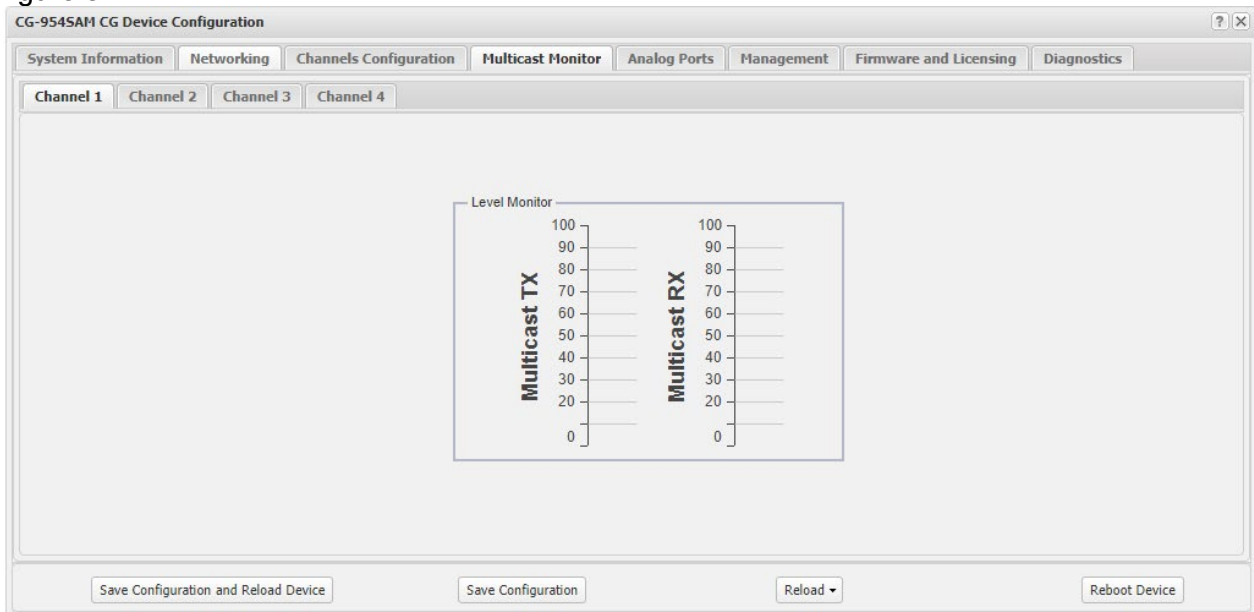 CG-954SAM CG Device Configuration ? X
System Information Networking Channels Configuration Multicast Monitor Analog Ports Management Firmware and Licensing Diagnostics
Channel 1 Channel 2 Channel 3 Channel 4
Level Monitor
Multicast TX
100
90
80
70
60
50
40
30
20
0
Multicast RX
100
90
80
70
60
50
40
30
20
0
Save Configuration and Reload Device Save Configuration Reload Reboot Device